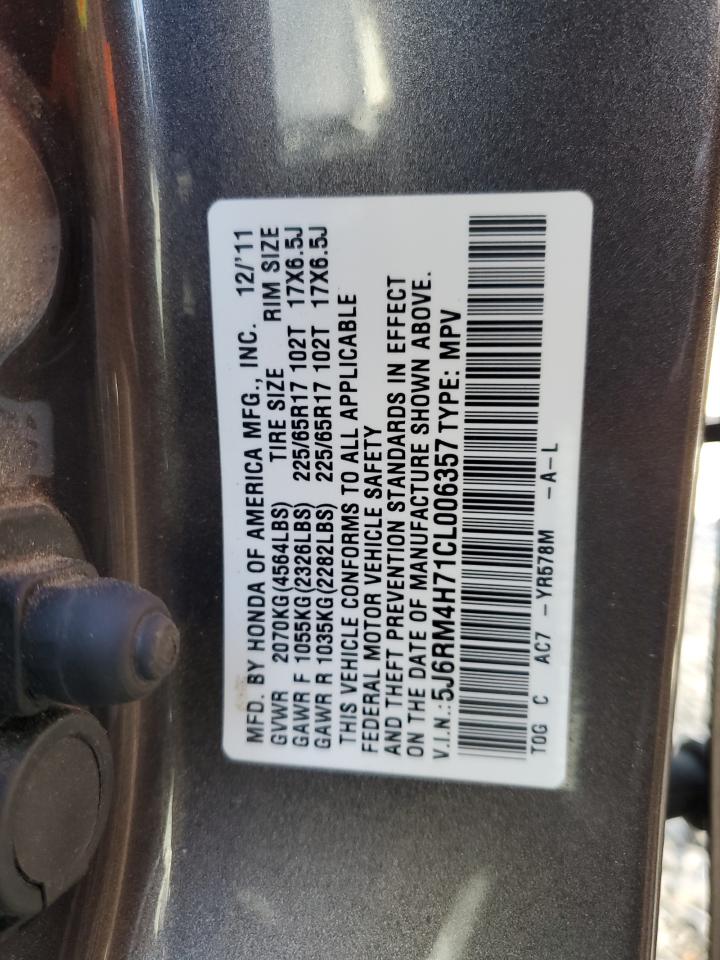 MFD. BY HONDA OF AMERICA MFG., INC. 12/'11
GVWR 2070KG(4564LBS) TIRE SIZE RIM SIZE
GAWR F 1055KG(2326LBS) 225/65R17 102T 17X6.5J
GAWR R 1035KG(2282LBS) 225/65R17 102T 17X6.5J
THIS VEHICLE CONFORMS TO ALL APPLICABLE
FEDERAL MOTOR VEHICLE SAFETY
AND THEFT PREVENTION STANDARDS IN EFFECT
ON THE DATE OF MANUFACTURE SHOWN ABOVE.
V.I.N.:5J6RM4H71CL006357 TYPE: MPV
T0G C AC7 - YR578M -A-L